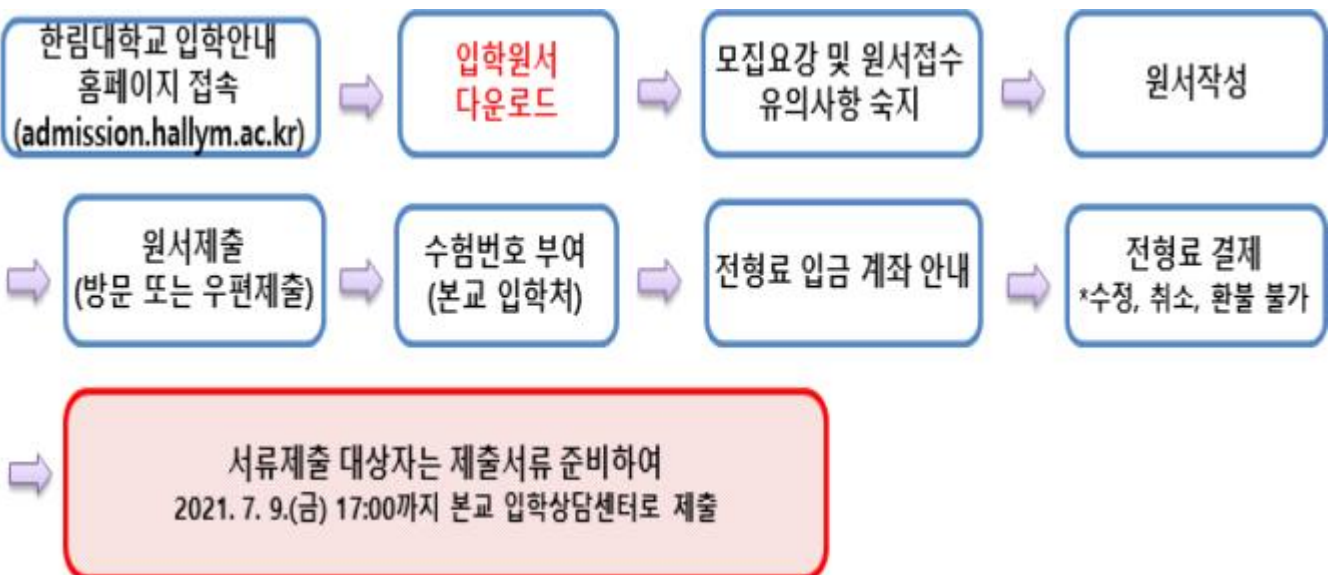 한림대학교 입학안내
홈페이지 접속
(admission.hallym.ac.kr)
입학원서
다운로드
모집요강 및 원서접수
유의사항 숙지
원서작성
원서제출
(방문 또는 우편제출)
수험번호 부여
(본교 입학처)
전형료 입금 계좌 안내
전형료 결제
*수정, 취소, 환불 불가
서류제출 대상자는 제출서류 준비하여
2021. 7. 9.(금) 17:00까지 본교 입학상담센터로 제출